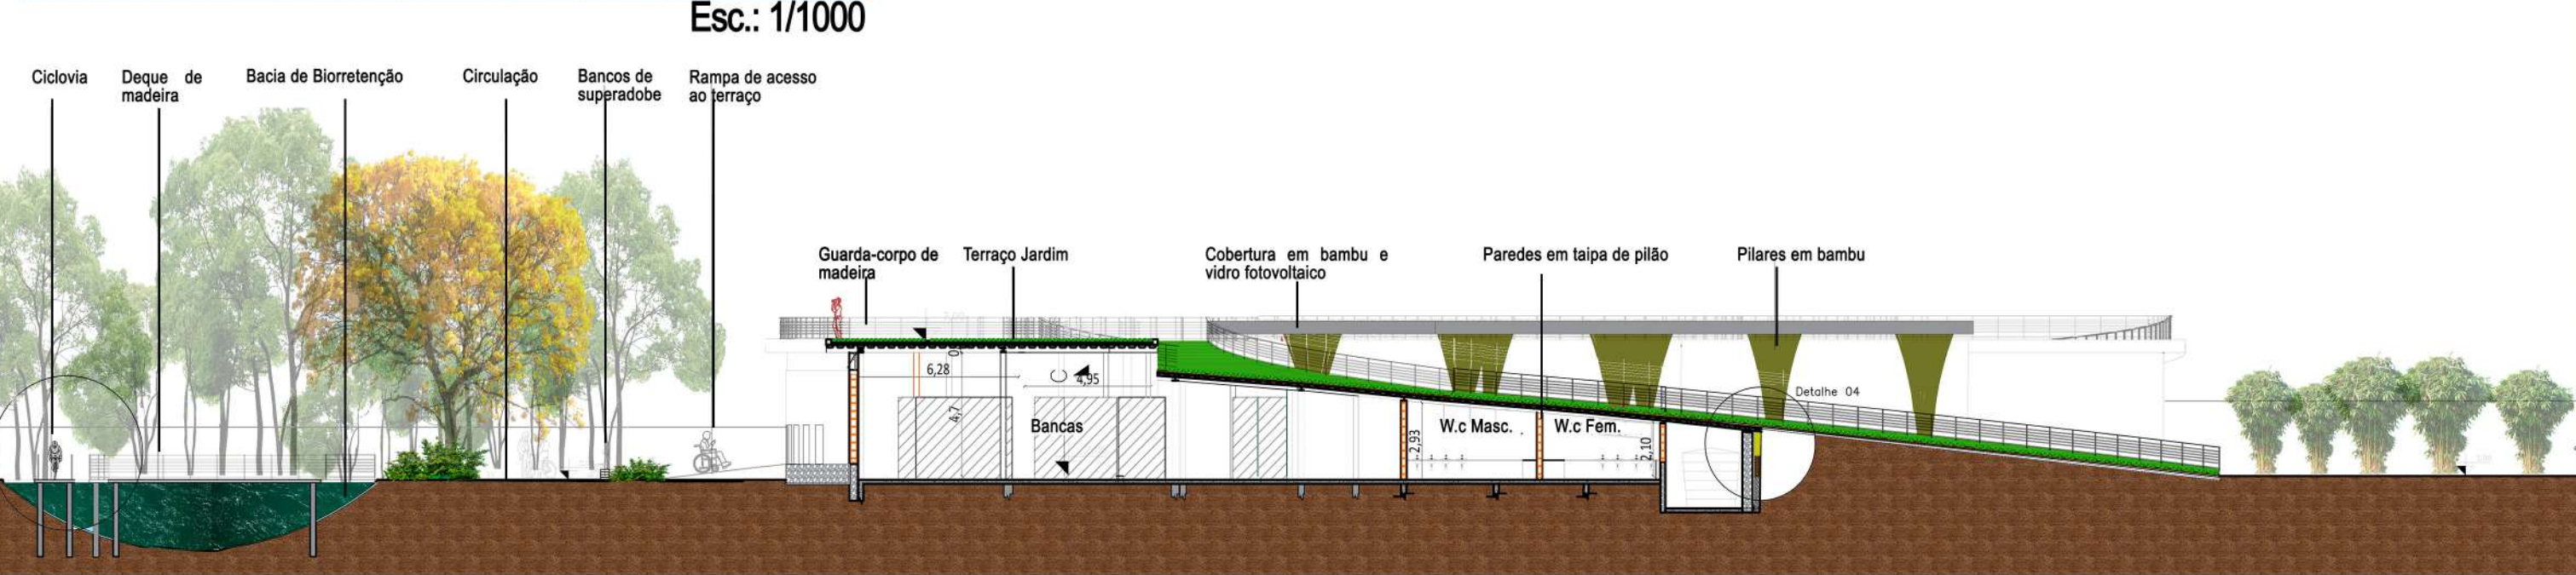 Esc.: 1/1000
Ciclovia
Deque de
madeira
Bacia de Biorretenção
Circulação
Bancos de
superadobe
Rampa de acesso
ao terraço
Guarda-corpo de
madeira
Terraço Jardim
Cobertura em bambu e
vidro fotovoltaico
Paredes em taipa de pilão
Pilares em bambu
6,28
C
4,95
4,7
Detalhe 04
Bancas
2,93
W.c Masc.
W.c Fem.
2,10